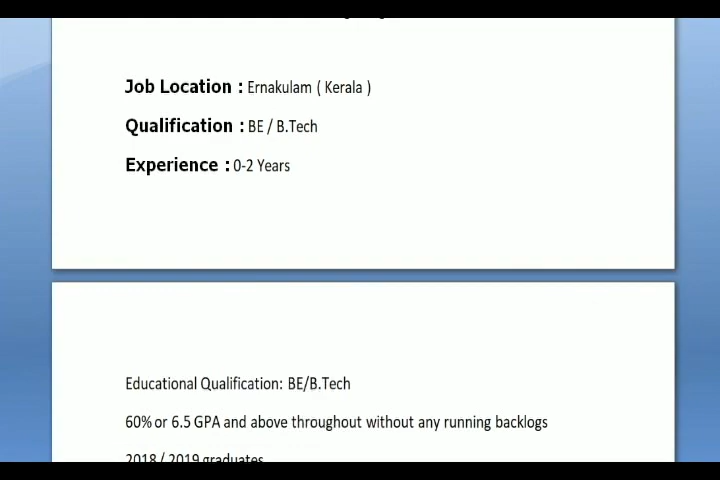 Job Location : Ernakulam ( Kerala )
Qualification : BE / B.Tech
Experience : 0-2 Years
Educational Qualification: BE/B.Tech
60% or 6.5 GPA and above throughout without any running backlogs
2018 / 2019 graduates